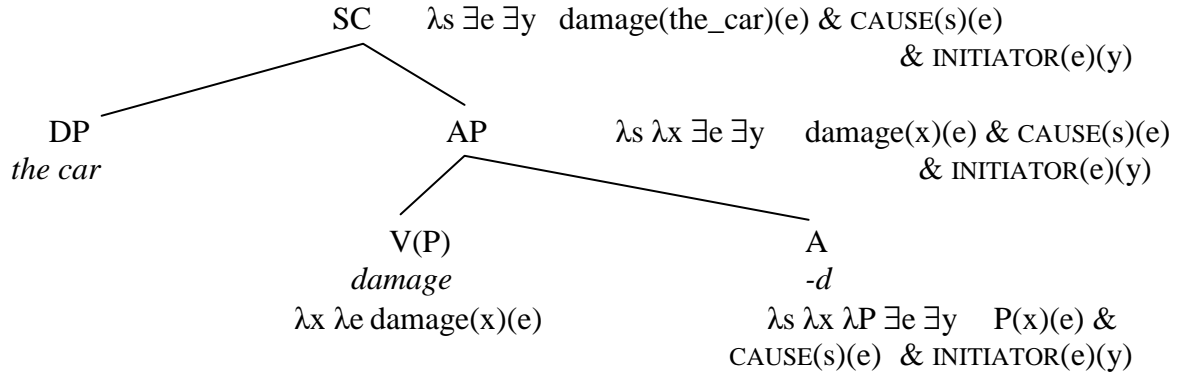 SC λs ∃e ∃y damage(the_car)(e) & CAUSE(s)(e)
& INITIATOR(e)(y)
DP AP λs λx ∃e ∃y damage(x)(e) & CAUSE(s)(e)
the car & INITIATOR(e)(y)
V(P) A
damage -d
λx λe damage(x)(e) λs λx λP ∃e ∃y P(x)(e) &
CAUSE(s)(e) & INITIATOR(e)(y)